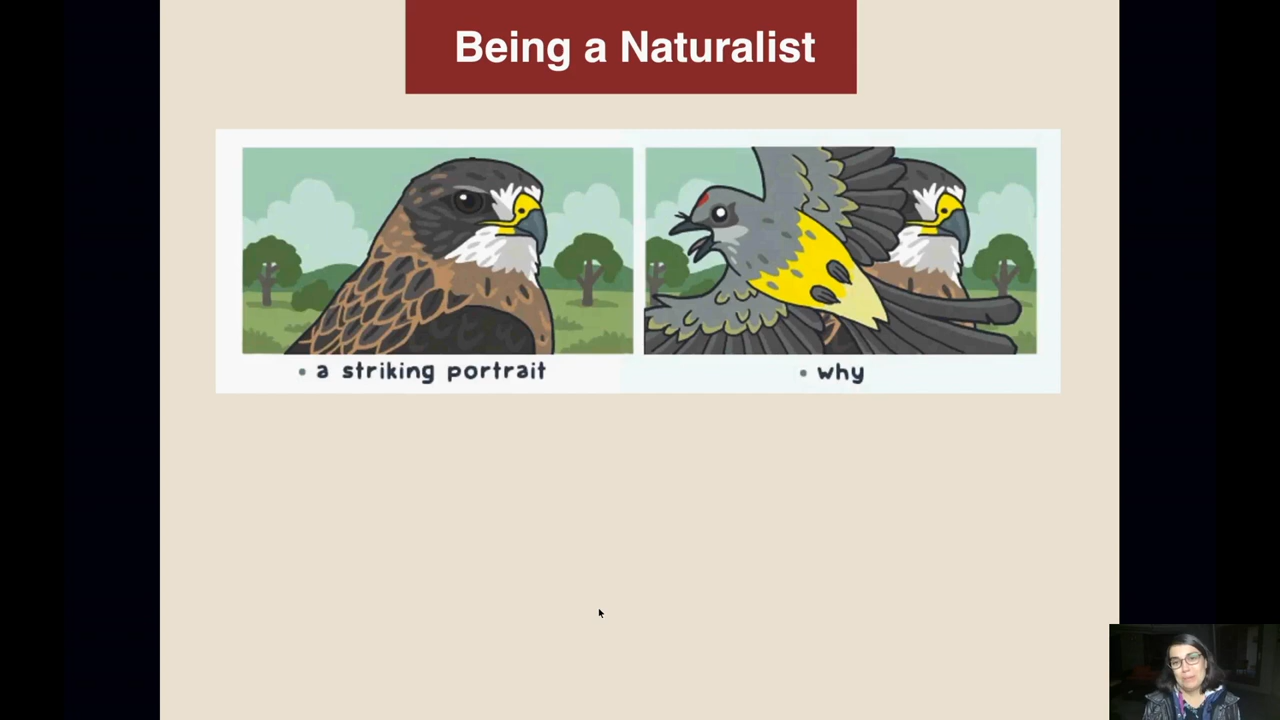 Being a Naturalist
• a striking portrait
• why